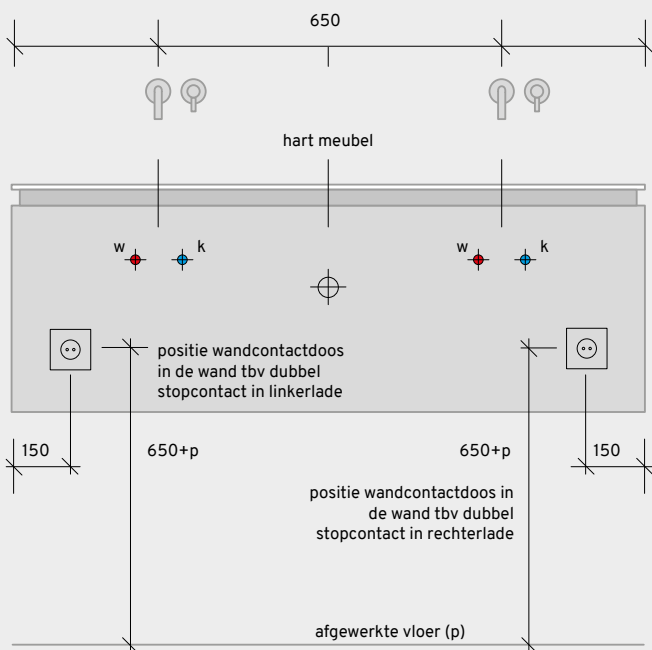 650
hart meubel
w k w k
positie wandcontactdoos
in de wand tbv dubbel
stopcontact in linkerlade
150 650+p 650+p 150
positie wandcontactdoos in
de wand tbv dubbel
stopcontact in rechterlade
afgewerkte vloer (p)